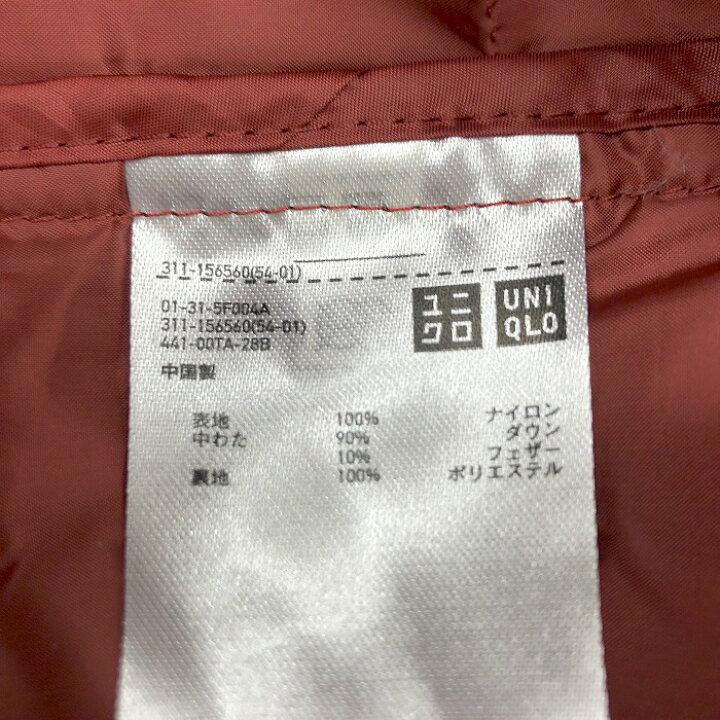 311-156560(54-01)
01-31-5F004A
311-156560(54-01)
441-00TA-28B
中国製
ユニ
クロ
UNI
QLO
表地 100% ナイロン
中わた 90% ダウン
10% フェザー
裏地 100% ポリエステル